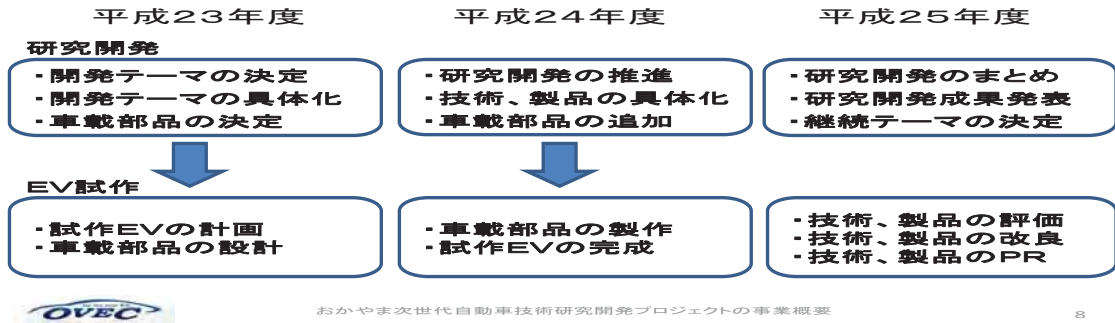 平成23年度
平成24年度
平成25年度
研究開発
・開発テーマの決定
・開発テーマの具体化
・車載部品の決定
・研究開発の推進
・技術、製品の具体化
・車載部品の追加
・研究開発のまとめ
・研究開発成果発表
・継続テーマの決定
EV試作
・試作EVの計画
・車載部品の設計
・車載部品の製作
・試作EVの完成
・技術、製品の評価
・技術、製品の改良
・技術、製品のPR
OVEC
おかやま次世代自動車技術研究開発プロジェクトの事業概要
8